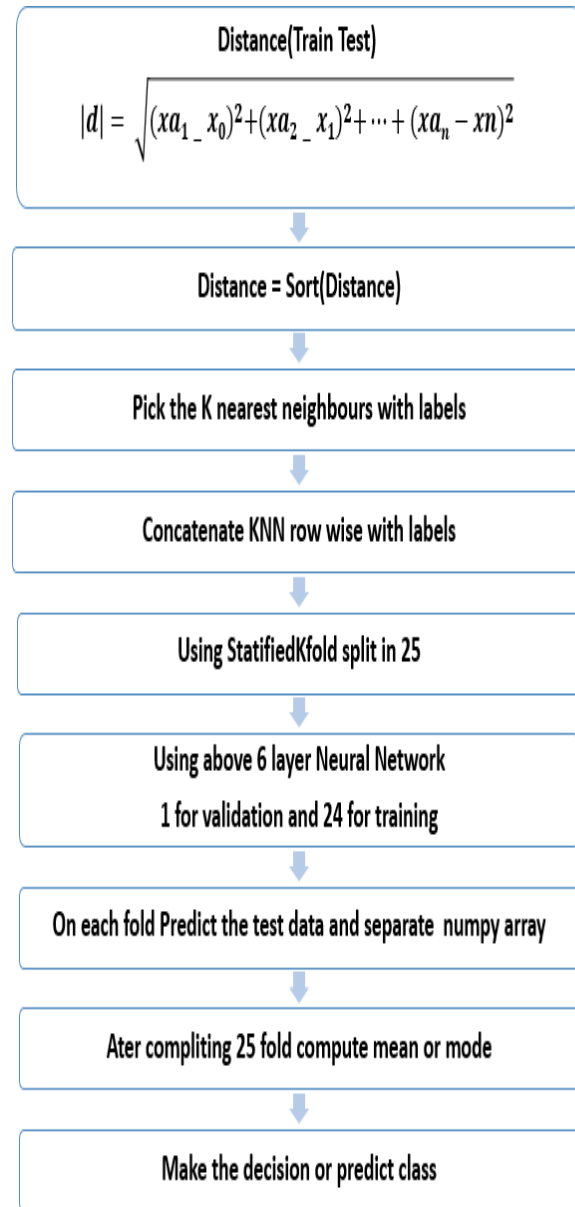 Distance(Train Test)
|d| = √(xa₁ _ x₀)²+(xa₂ _ x₁)²+⋯+(xaₙ − xn)²
Distance = Sort(Distance)
Pick the K nearest neighbours with labels
Concatenate KNN row wise with labels
Using StatifiedKfold split in 25
Using above 6 layer Neural Network
1 for validation and 24 for training
On each fold Predict the test data and separate numpy array
Ater compliting 25 fold compute mean or mode
Make the decision or predict class